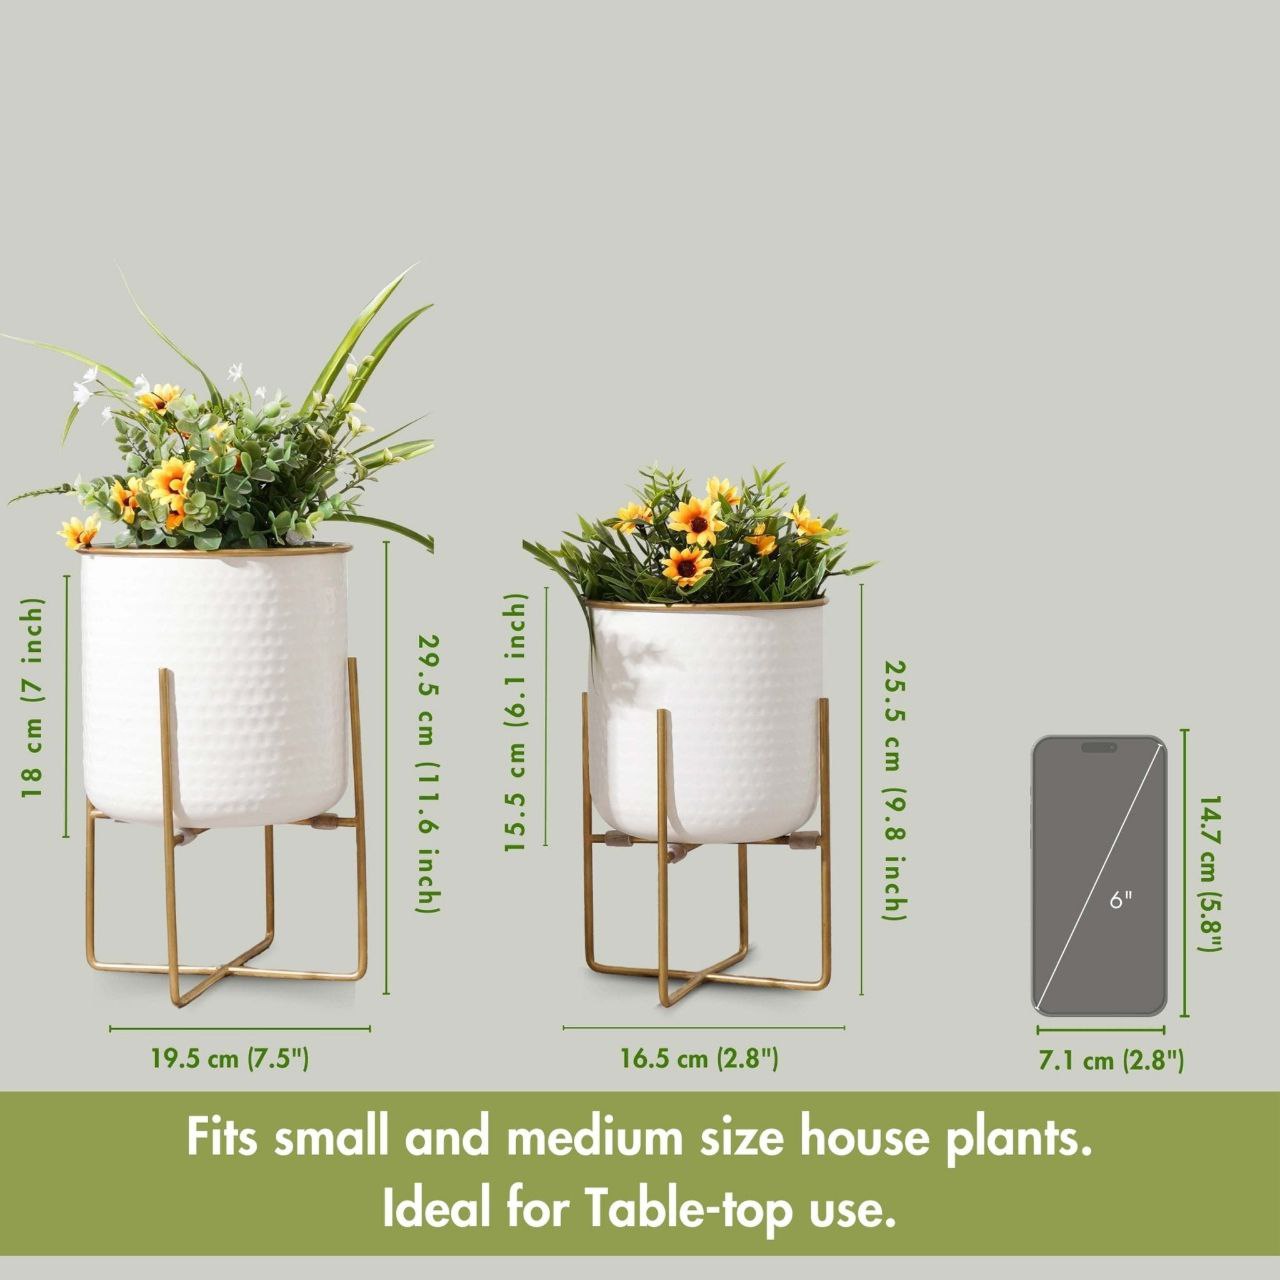 18 cm (7 inch)
29.5 cm (11.6 inch)
15.5 cm (6.1 inch)
25.5 cm (9.8 inch)
6"
14.7 cm (5.8")
19.5 cm (7.5")
16.5 cm (2.8")
7.1 cm (2.8")
Fits small and medium size house plants.
Ideal for Table-top use.